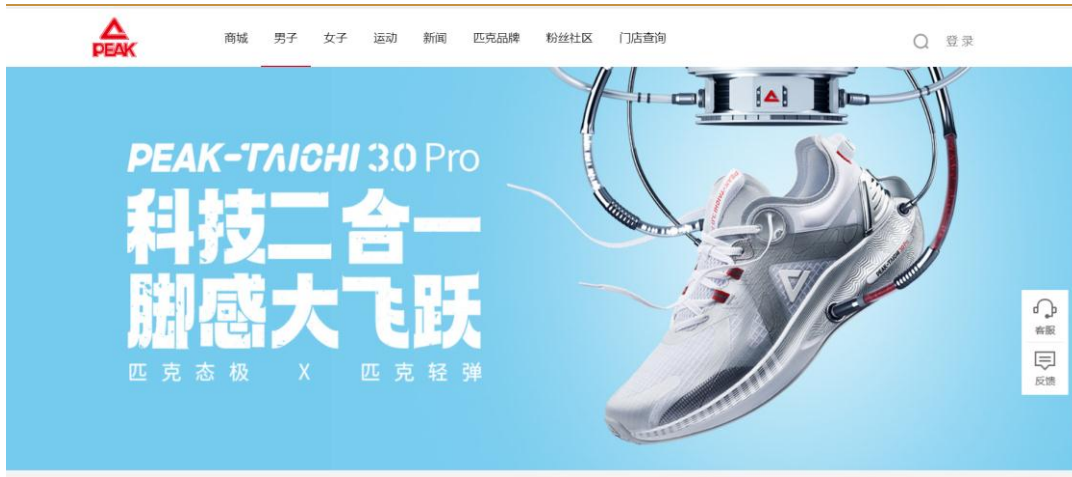 PEAK
商城 男子 女子 运动 新闻 匹克品牌 粉丝社区 门店查询 登录
PEAK-TAICHI 3.0 Pro
科技二合一
脚感大飞跃
匹克态极 X 匹克轻弹
客服
反馈